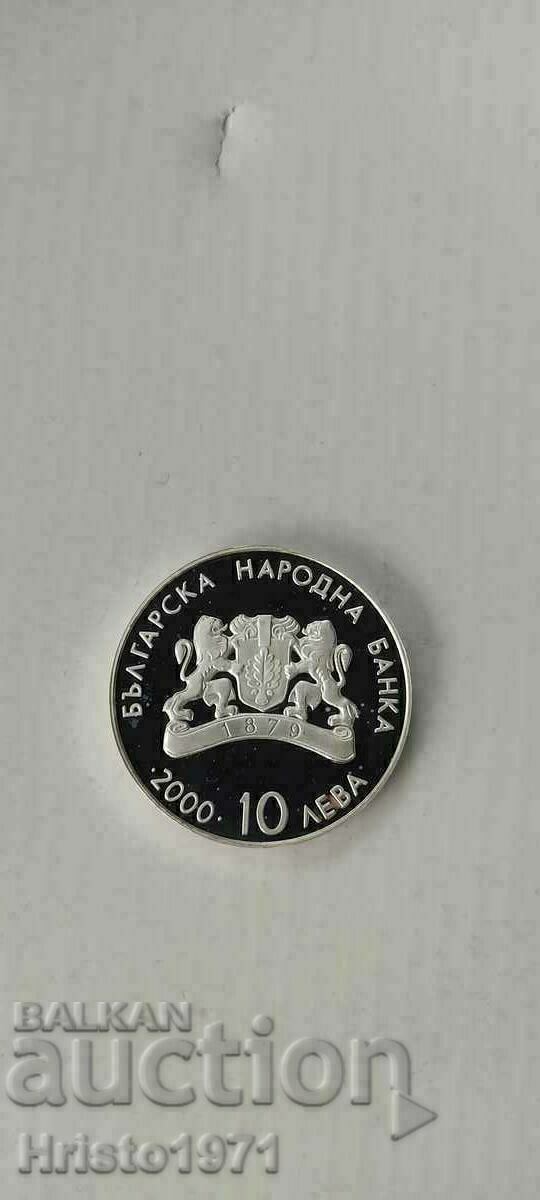 БЪЛГАРСКА НАРОДНА БАНКА
1879
·2000· 10 ЛЕВА·
BALKAN
auction
Hristo1971